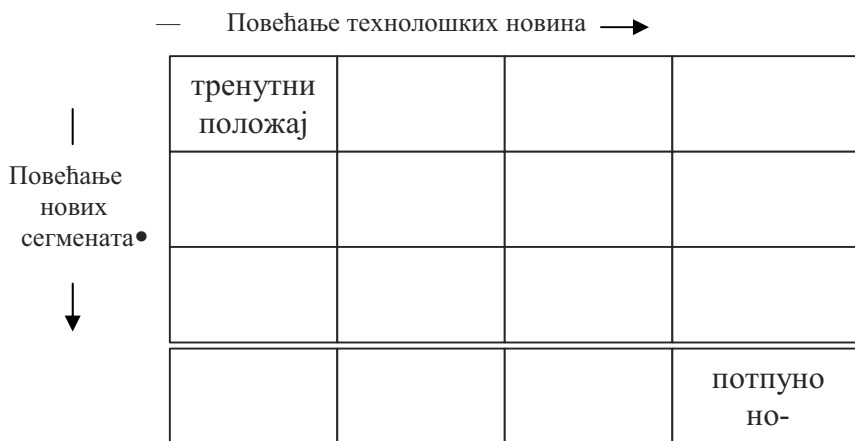 — Повећање технолошких новина
тренутни
положај
Повећање
нових
сегмената•
потпуно
но-